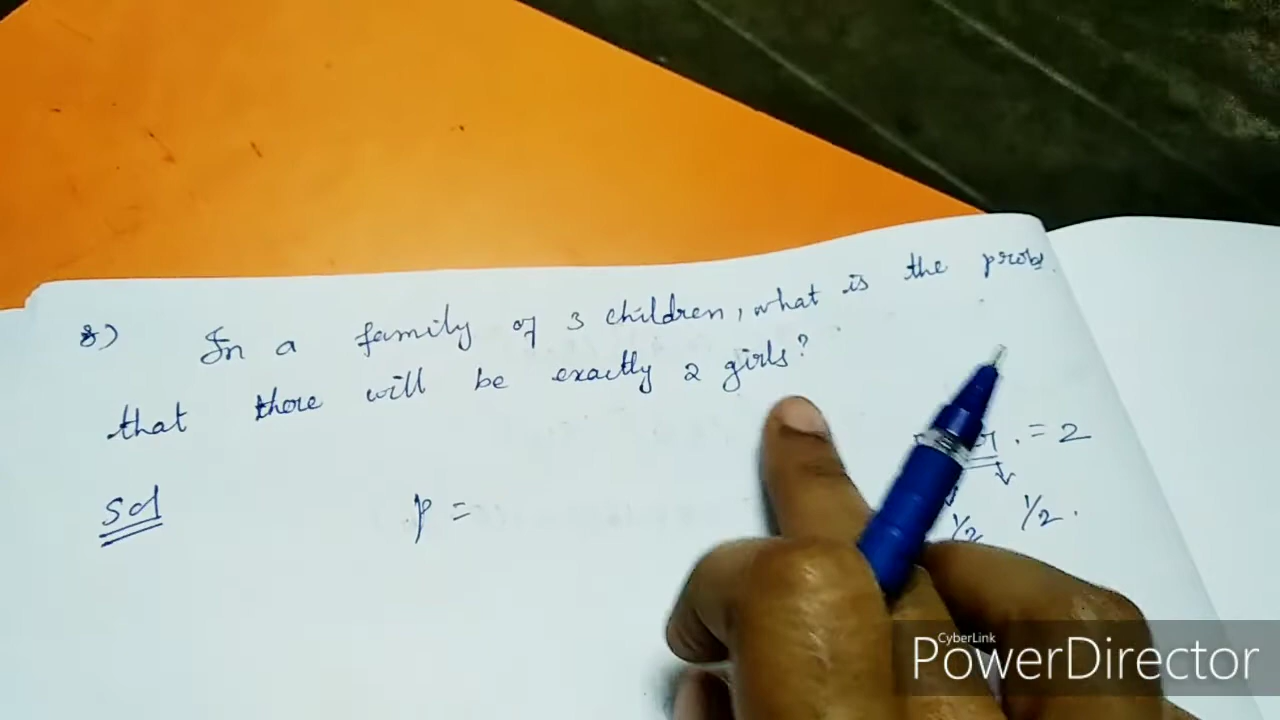 8) In a family of 3 children, what is the prob.
that there will be exactly 2 girls?
= 2
Sol
p =
1/2 1/2.
CyberLink
PowerDirector